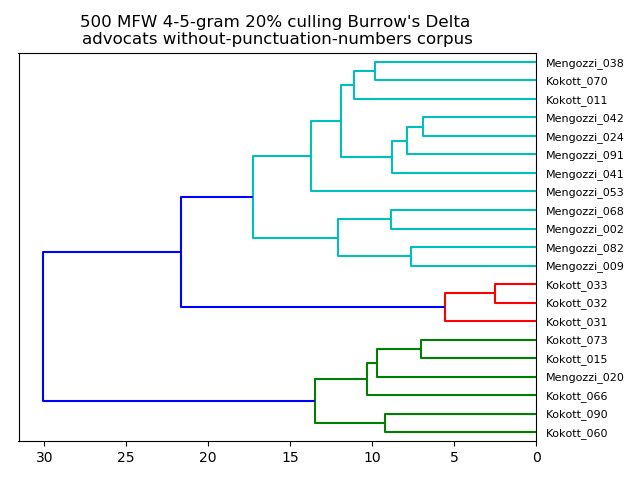 500 MFW 4-5-gram 20% culling Burrow's Delta
advocats without-punctuation-numbers corpus
Mengozzi_038
Kokott_070
Kokott_011
Mengozzi_042
Mengozzi_024
Mengozzi_091
Mengozzi_041
Mengozzi_053
Mengozzi_068
Mengozzi_002
Mengozzi_082
Mengozzi_009
Kokott_033
Kokott_032
Kokott_031
Kokott_073
Kokott_015
Mengozzi_020
Kokott_066
Kokott_090
Kokott_060
30 25 20 15 10 5 0